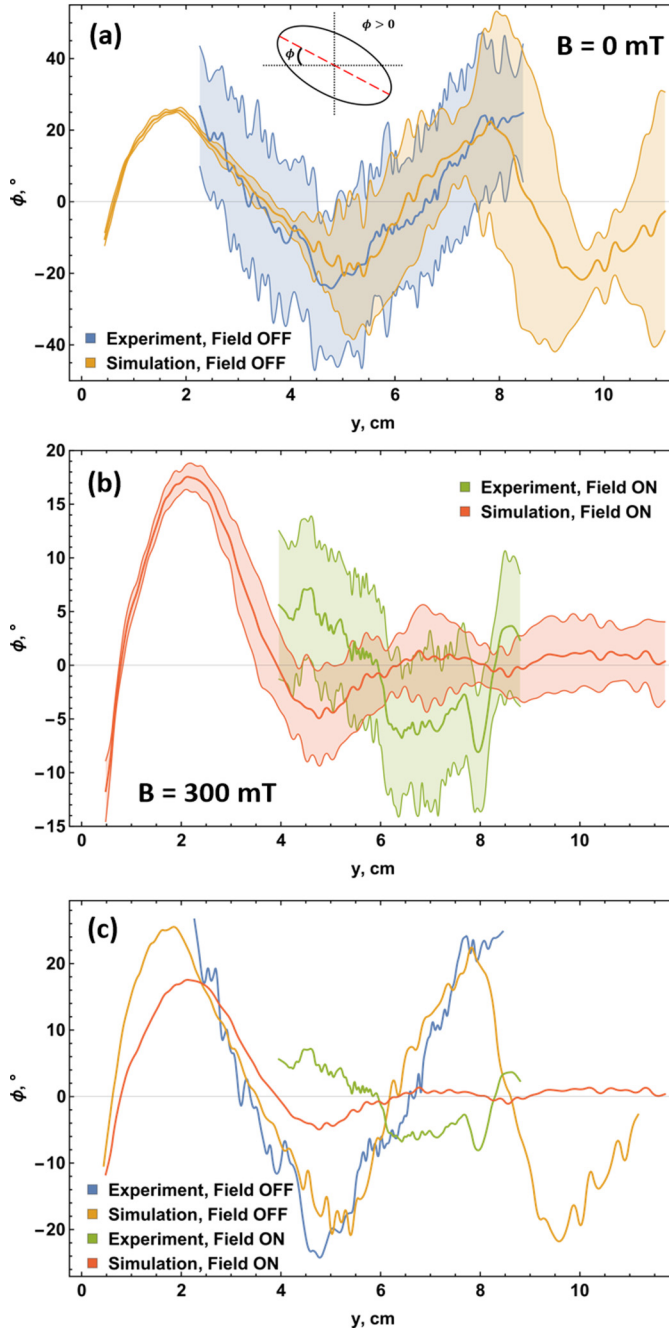 (a)
ϕ > 0
ϕ
B = 0 mT
40
20
0
−20
−40
ϕ, °
Experiment, Field OFF
Simulation, Field OFF
0 2 4 6 8 10
y, cm
(b)
20
15
10
5
0
−5
−10
−15
ϕ, °
Experiment, Field ON
Simulation, Field ON
B = 300 mT
0 2 4 6 8 10
y, cm
(c)
20
10
0
−10
−20
ϕ, °
Experiment, Field OFF
Simulation, Field OFF
Experiment, Field ON
Simulation, Field ON
0 2 4 6 8 10
y, cm